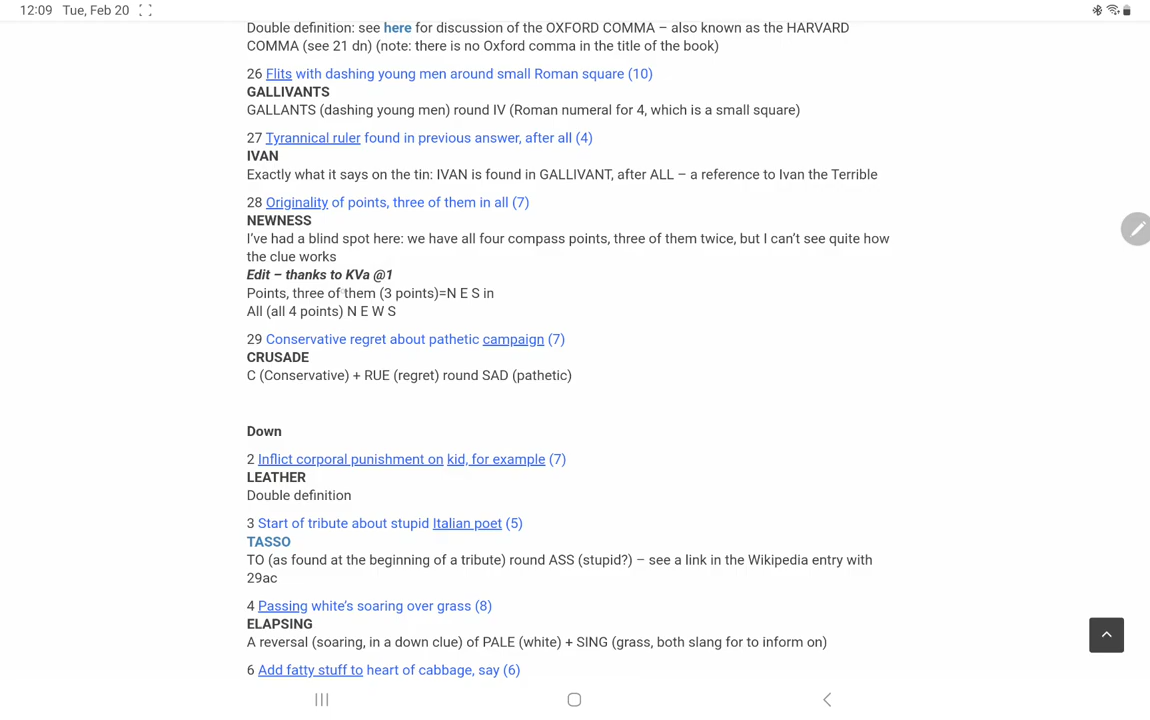 12:09 Tue, Feb 20
Double definition: see here for discussion of the OXFORD COMMA – also known as the HARVARD
COMMA (see 21 dn) (note: there is no Oxford comma in the title of the book)
26 Flits with dashing young men around small Roman square (10)
GALLIVANTS
GALLANTS (dashing young men) round IV (Roman numeral for 4, which is a small square)
27 Tyrannical ruler found in previous answer, after all (4)
IVAN
Exactly what it says on the tin: IVAN is found in GALLIVANT, after ALL – a reference to Ivan the Terrible
28 Originality of points, three of them in all (7)
NEWNESS
I've had a blind spot here: we have all four compass points, three of them twice, but I can't see quite how
the clue works
Edit – thanks to KVa @1
Points, three of them (3 points)=N E S in
All (all 4 points) N E W S
29 Conservative regret about pathetic campaign (7)
CRUSADE
C (Conservative) + RUE (regret) round SAD (pathetic)
Down
2 Inflict corporal punishment on kid, for example (7)
LEATHER
Double definition
3 Start of tribute about stupid Italian poet (5)
TASSO
TO (as found at the beginning of a tribute) round ASS (stupid?) – see a link in the Wikipedia entry with
29ac
4 Passing white's soaring over grass (8)
ELAPSING
A reversal (soaring, in a down clue) of PALE (white) + SING (grass, both slang for to inform on)
6 Add fatty stuff to heart of cabbage, say (6)